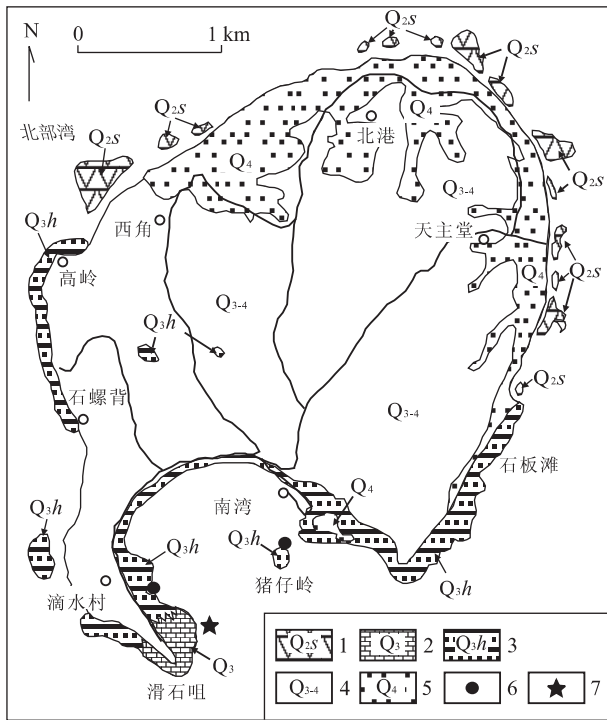 N
0 1 km
Q2s
Q2s
北部湾
Q2s
Q2s
Q4
北港
Q4
Q2s
Q3-4
Q3h
西角
天主堂
高岭
Q4
Q2s
Q3-4
Q3h
Q2s
石螺背
Q3-4
石板滩
南湾
Q4
Q3h
Q3h
Q3h
Q3h
猪仔岭
滴水村
Q3
滑石咀
Q2s 1 Q3 2 Q3h 3
Q3-4 4 Q4 5 6 7